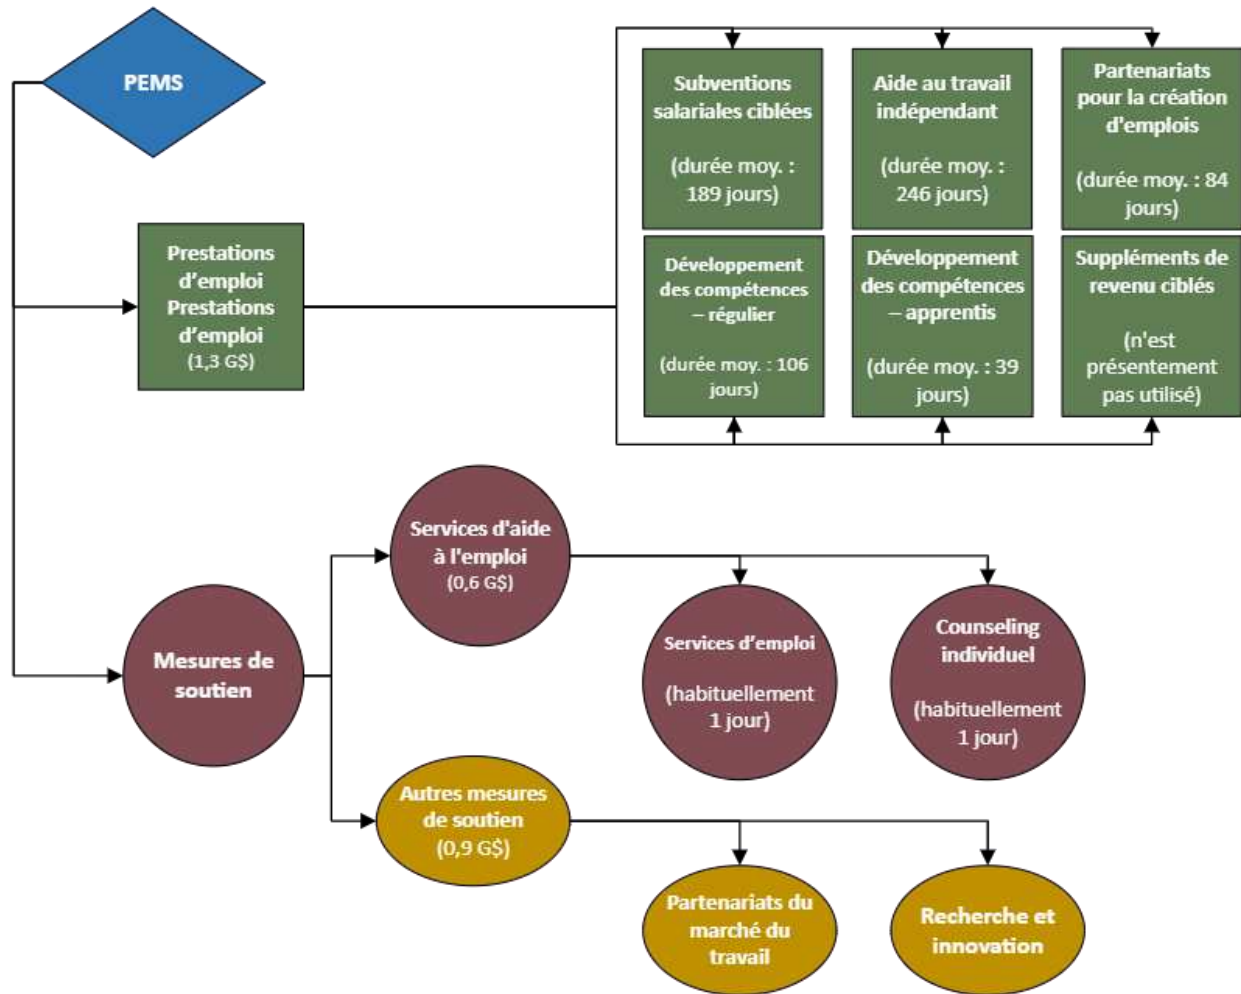 PEMS
Subventions
salariales ciblées
(durée moy. :
189 jours)
Aide au travail
indépendant
(durée moy. :
246 jours)
Partenariats
pour la création
d'emplois
(durée moy. : 84
jours)
Prestations
d’emploi
Prestations
d’emploi
(1,3 G$)
Développement
des compétences
– régulier
(durée moy. : 106
jours)
Développement
des compétences
– apprentis
(durée moy. : 39
jours)
Suppléments de
revenu ciblés
(n'est
présentement
pas utilisé)
Services d'aide
à l'emploi
(0,6 G$)
Mesures de
soutien
Services d’emploi
(habituellement
1 jour)
Counseling
individuel
(habituellement
1 jour)
Autres mesures
de soutien
(0,9 G$)
Partenariats du
marché du
travail
Recherche et
innovation